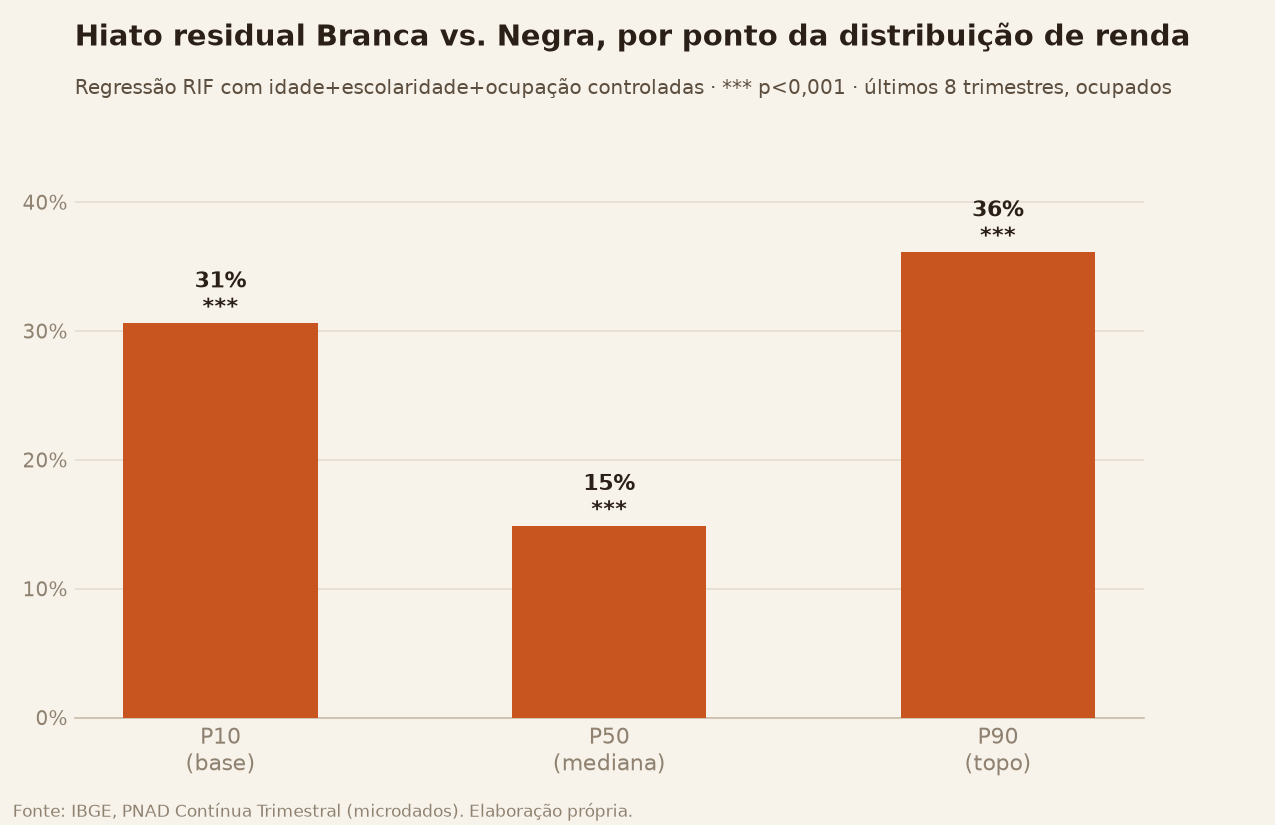 Hiato residual Branca vs. Negra, por ponto da distribuição de renda
Regressão RIF com idade+escolaridade+ocupação controladas · *** p<0,001 · últimos 8 trimestres, ocupados
40%
30%
20%
10%
0%
31%
***
15%
***
36%
***
P10
(base)
P50
(mediana)
P90
(topo)
Fonte: IBGE, PNAD Contínua Trimestral (microdados). Elaboração própria.